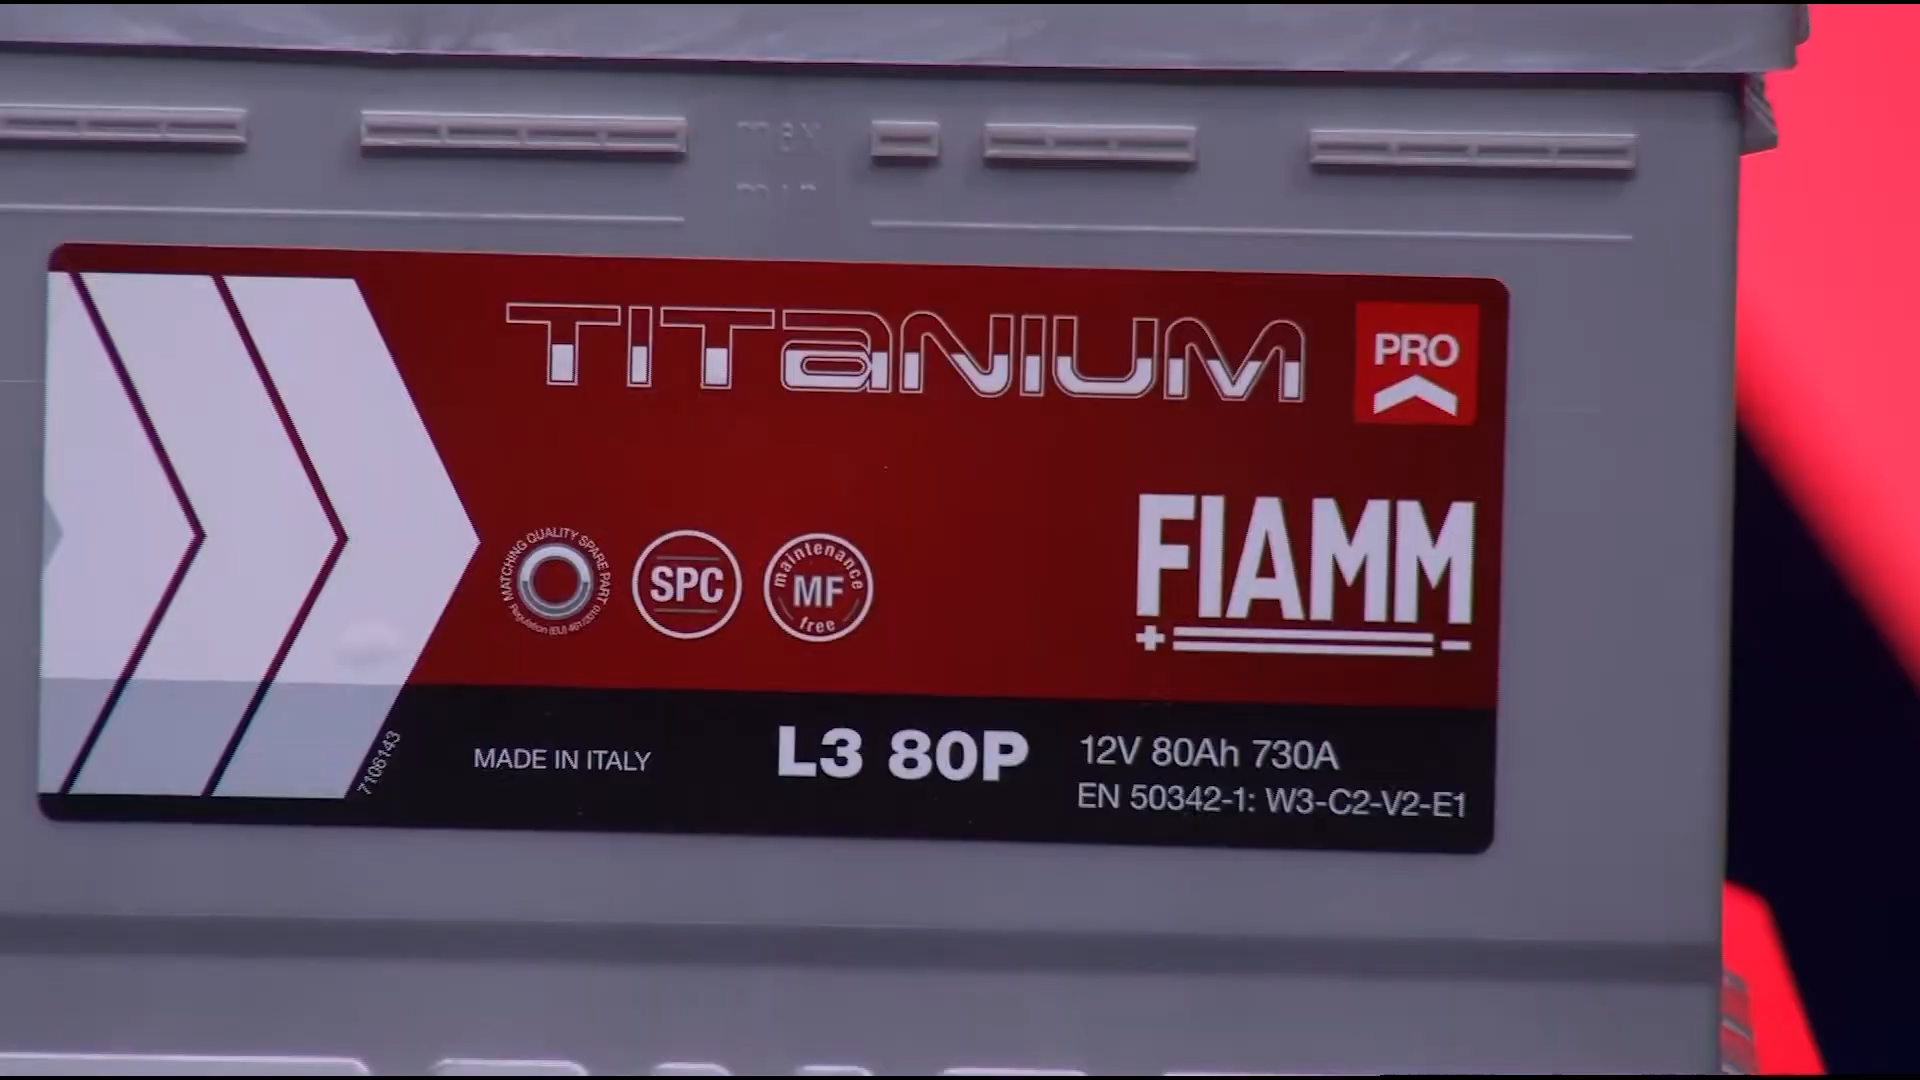 TITANIUM
PRO
FIAMM
MATCHING QUALITY SPARE PART
Regulation (EU) 461/2010
SPC
maintenance
MF
free
7106143
MADE IN ITALY
L3 80P
12V 80Ah 730A
EN 50342-1: W3-C2-V2-E1